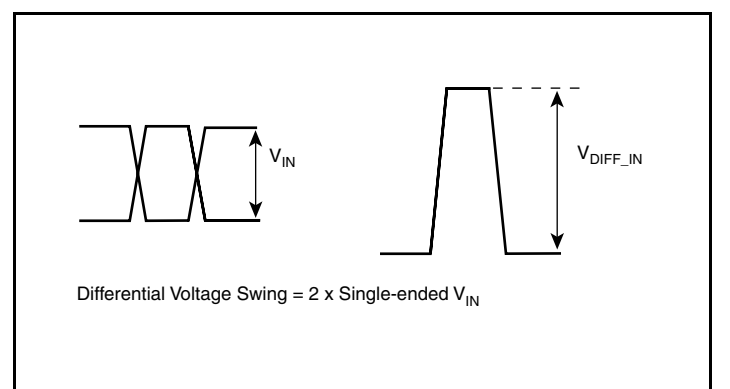 V_IN
V_DIFF_IN
Differential Voltage Swing = 2 x Single-ended V_IN